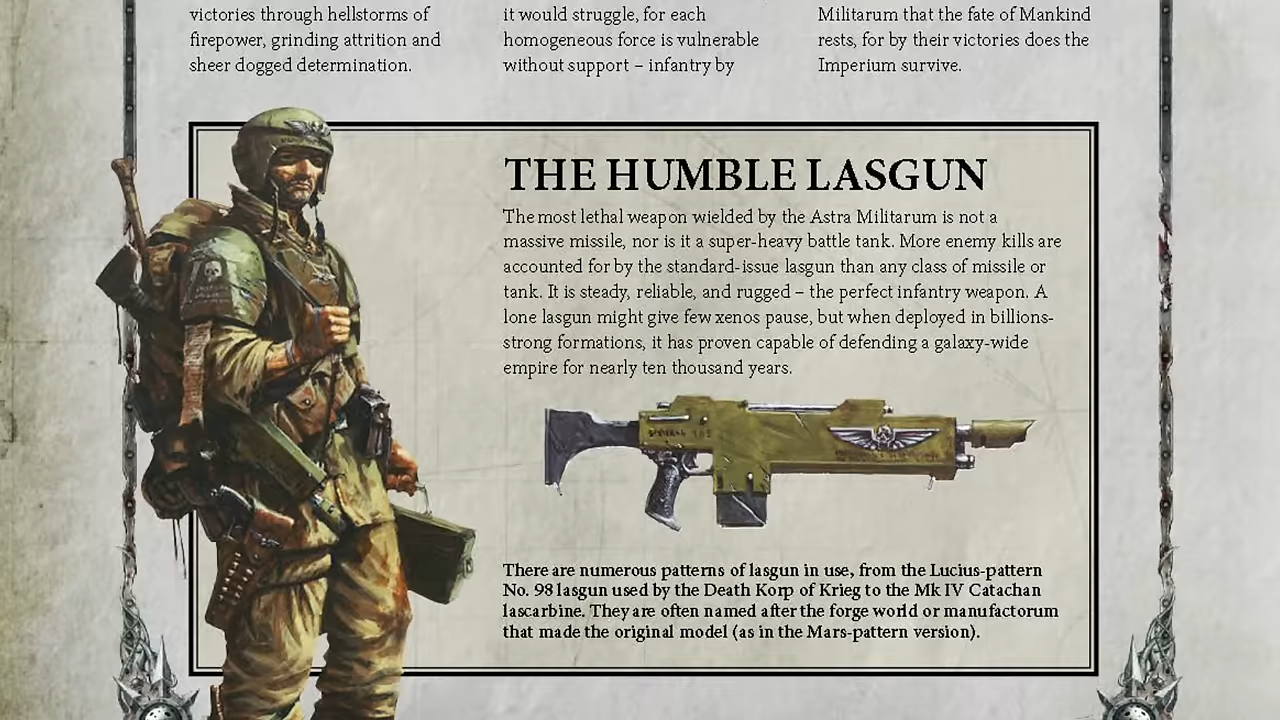 victories through hellstorms of
firepower, grinding attrition and
sheer dogged determination.
it would struggle, for each
homogeneous force is vulnerable
without support – infantry by
Militarum that the fate of Mankind
rests, for by their victories does the
Imperium survive.
THE HUMBLE LASGUN
The most lethal weapon wielded by the Astra Militarum is not a
massive missile, nor is it a super-heavy battle tank. More enemy kills are
accounted for by the standard-issue lasgun than any class of missile or
tank. It is steady, reliable, and rugged – the perfect infantry weapon. A
lone lasgun might give few xenos pause, but when deployed in billions-
strong formations, it has proven capable of defending a galaxy-wide
empire for nearly ten thousand years.
There are numerous patterns of lasgun in use, from the Lucius-pattern
No. 98 lasgun used by the Death Korp of Krieg to the Mk IV Catachan
lascarbine. They are often named after the forge world or manufactorum
that made the original model (as in the Mars-pattern version).